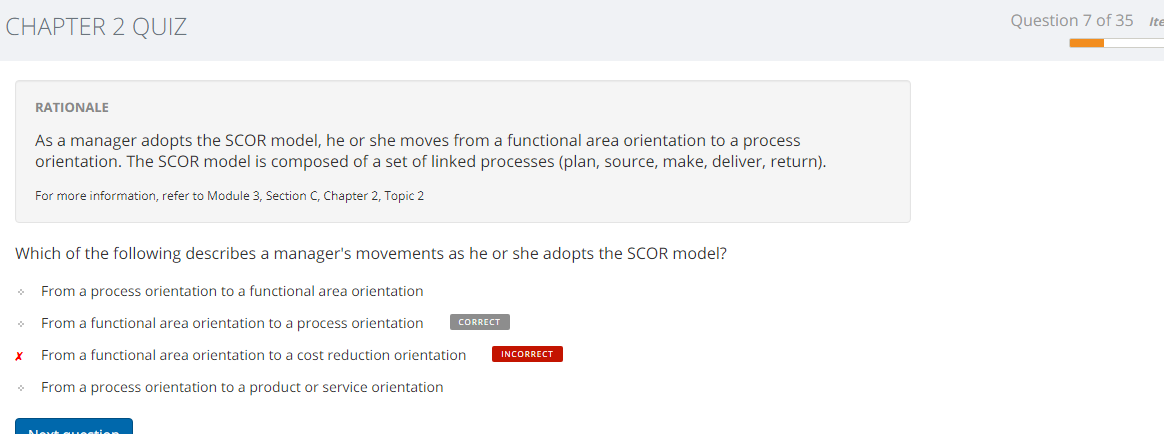 CHAPTER 2 QUIZ
Question 7 of 35 Ite
RATIONALE
As a manager adopts the SCOR model, he or she moves from a functional area orientation to a process
orientation. The SCOR model is composed of a set of linked processes (plan, source, make, deliver, return).
For more information, refer to Module 3, Section C, Chapter 2, Topic 2
Which of the following describes a manager's movements as he or she adopts the SCOR model?
From a process orientation to a functional area orientation
From a functional area orientation to a process orientation CORRECT
✗ From a functional area orientation to a cost reduction orientation INCORRECT
From a process orientation to a product or service orientation
Next question